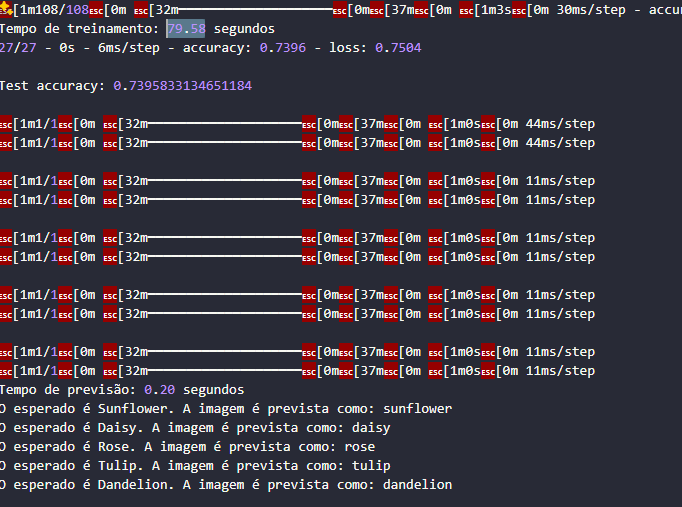 ESC[1m108/108ESC[0m ESC[32m━━━━━━━━━━━━━━━━━━━━ESC[0mESC[37mESC[0m ESC[1m3sESC[0m 30ms/step - accu
Tempo de treinamento: 79.58 segundos
27/27 - 0s - 6ms/step - accuracy: 0.7396 - loss: 0.7504
Test accuracy: 0.7395833134651184
ESC[1m1/1ESC[0m ESC[32m━━━━━━━━━━━━━━━━━━━━ESC[0mESC[37mESC[0m ESC[1m0sESC[0m 44ms/step
ESC[1m1/1ESC[0m ESC[32m━━━━━━━━━━━━━━━━━━━━ESC[0mESC[37mESC[0m ESC[1m0sESC[0m 44ms/step
ESC[1m1/1ESC[0m ESC[32m━━━━━━━━━━━━━━━━━━━━ESC[0mESC[37mESC[0m ESC[1m0sESC[0m 11ms/step
ESC[1m1/1ESC[0m ESC[32m━━━━━━━━━━━━━━━━━━━━ESC[0mESC[37mESC[0m ESC[1m0sESC[0m 11ms/step
ESC[1m1/1ESC[0m ESC[32m━━━━━━━━━━━━━━━━━━━━ESC[0mESC[37mESC[0m ESC[1m0sESC[0m 11ms/step
ESC[1m1/1ESC[0m ESC[32m━━━━━━━━━━━━━━━━━━━━ESC[0mESC[37mESC[0m ESC[1m0sESC[0m 11ms/step
ESC[1m1/1ESC[0m ESC[32m━━━━━━━━━━━━━━━━━━━━ESC[0mESC[37mESC[0m ESC[1m0sESC[0m 11ms/step
ESC[1m1/1ESC[0m ESC[32m━━━━━━━━━━━━━━━━━━━━ESC[0mESC[37mESC[0m ESC[1m0sESC[0m 11ms/step
ESC[1m1/1ESC[0m ESC[32m━━━━━━━━━━━━━━━━━━━━ESC[0mESC[37mESC[0m ESC[1m0sESC[0m 11ms/step
ESC[1m1/1ESC[0m ESC[32m━━━━━━━━━━━━━━━━━━━━ESC[0mESC[37mESC[0m ESC[1m0sESC[0m 11ms/step
Tempo de previsão: 0.20 segundos
O esperado é Sunflower. A imagem é prevista como: sunflower
O esperado é Daisy. A imagem é prevista como: daisy
O esperado é Rose. A imagem é prevista como: rose
O esperado é Tulip. A imagem é prevista como: tulip
O esperado é Dandelion. A imagem é prevista como: dandelion